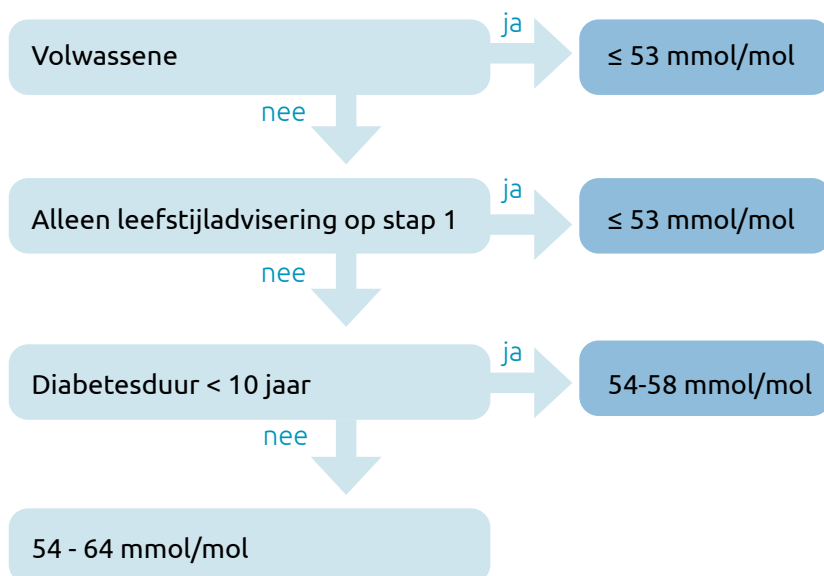 Volwassene
ja
≤ 53 mmol/mol
nee
Alleen leefstijladvisering op stap 1
ja
≤ 53 mmol/mol
nee
Diabetesduur < 10 jaar
ja
54-58 mmol/mol
nee
54 - 64 mmol/mol